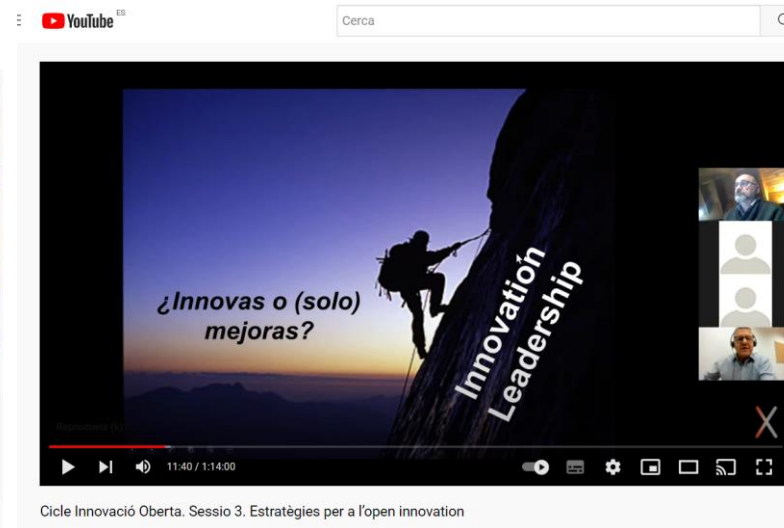 YouTube ES
Cerca
¿Innovas o (solo)
mejoras?
Innovation
Leadership
Reprodueix (k)
11:40 / 1:14:00
Cicle Innovació Oberta. Sessio 3. Estratègies per a l'open innovation